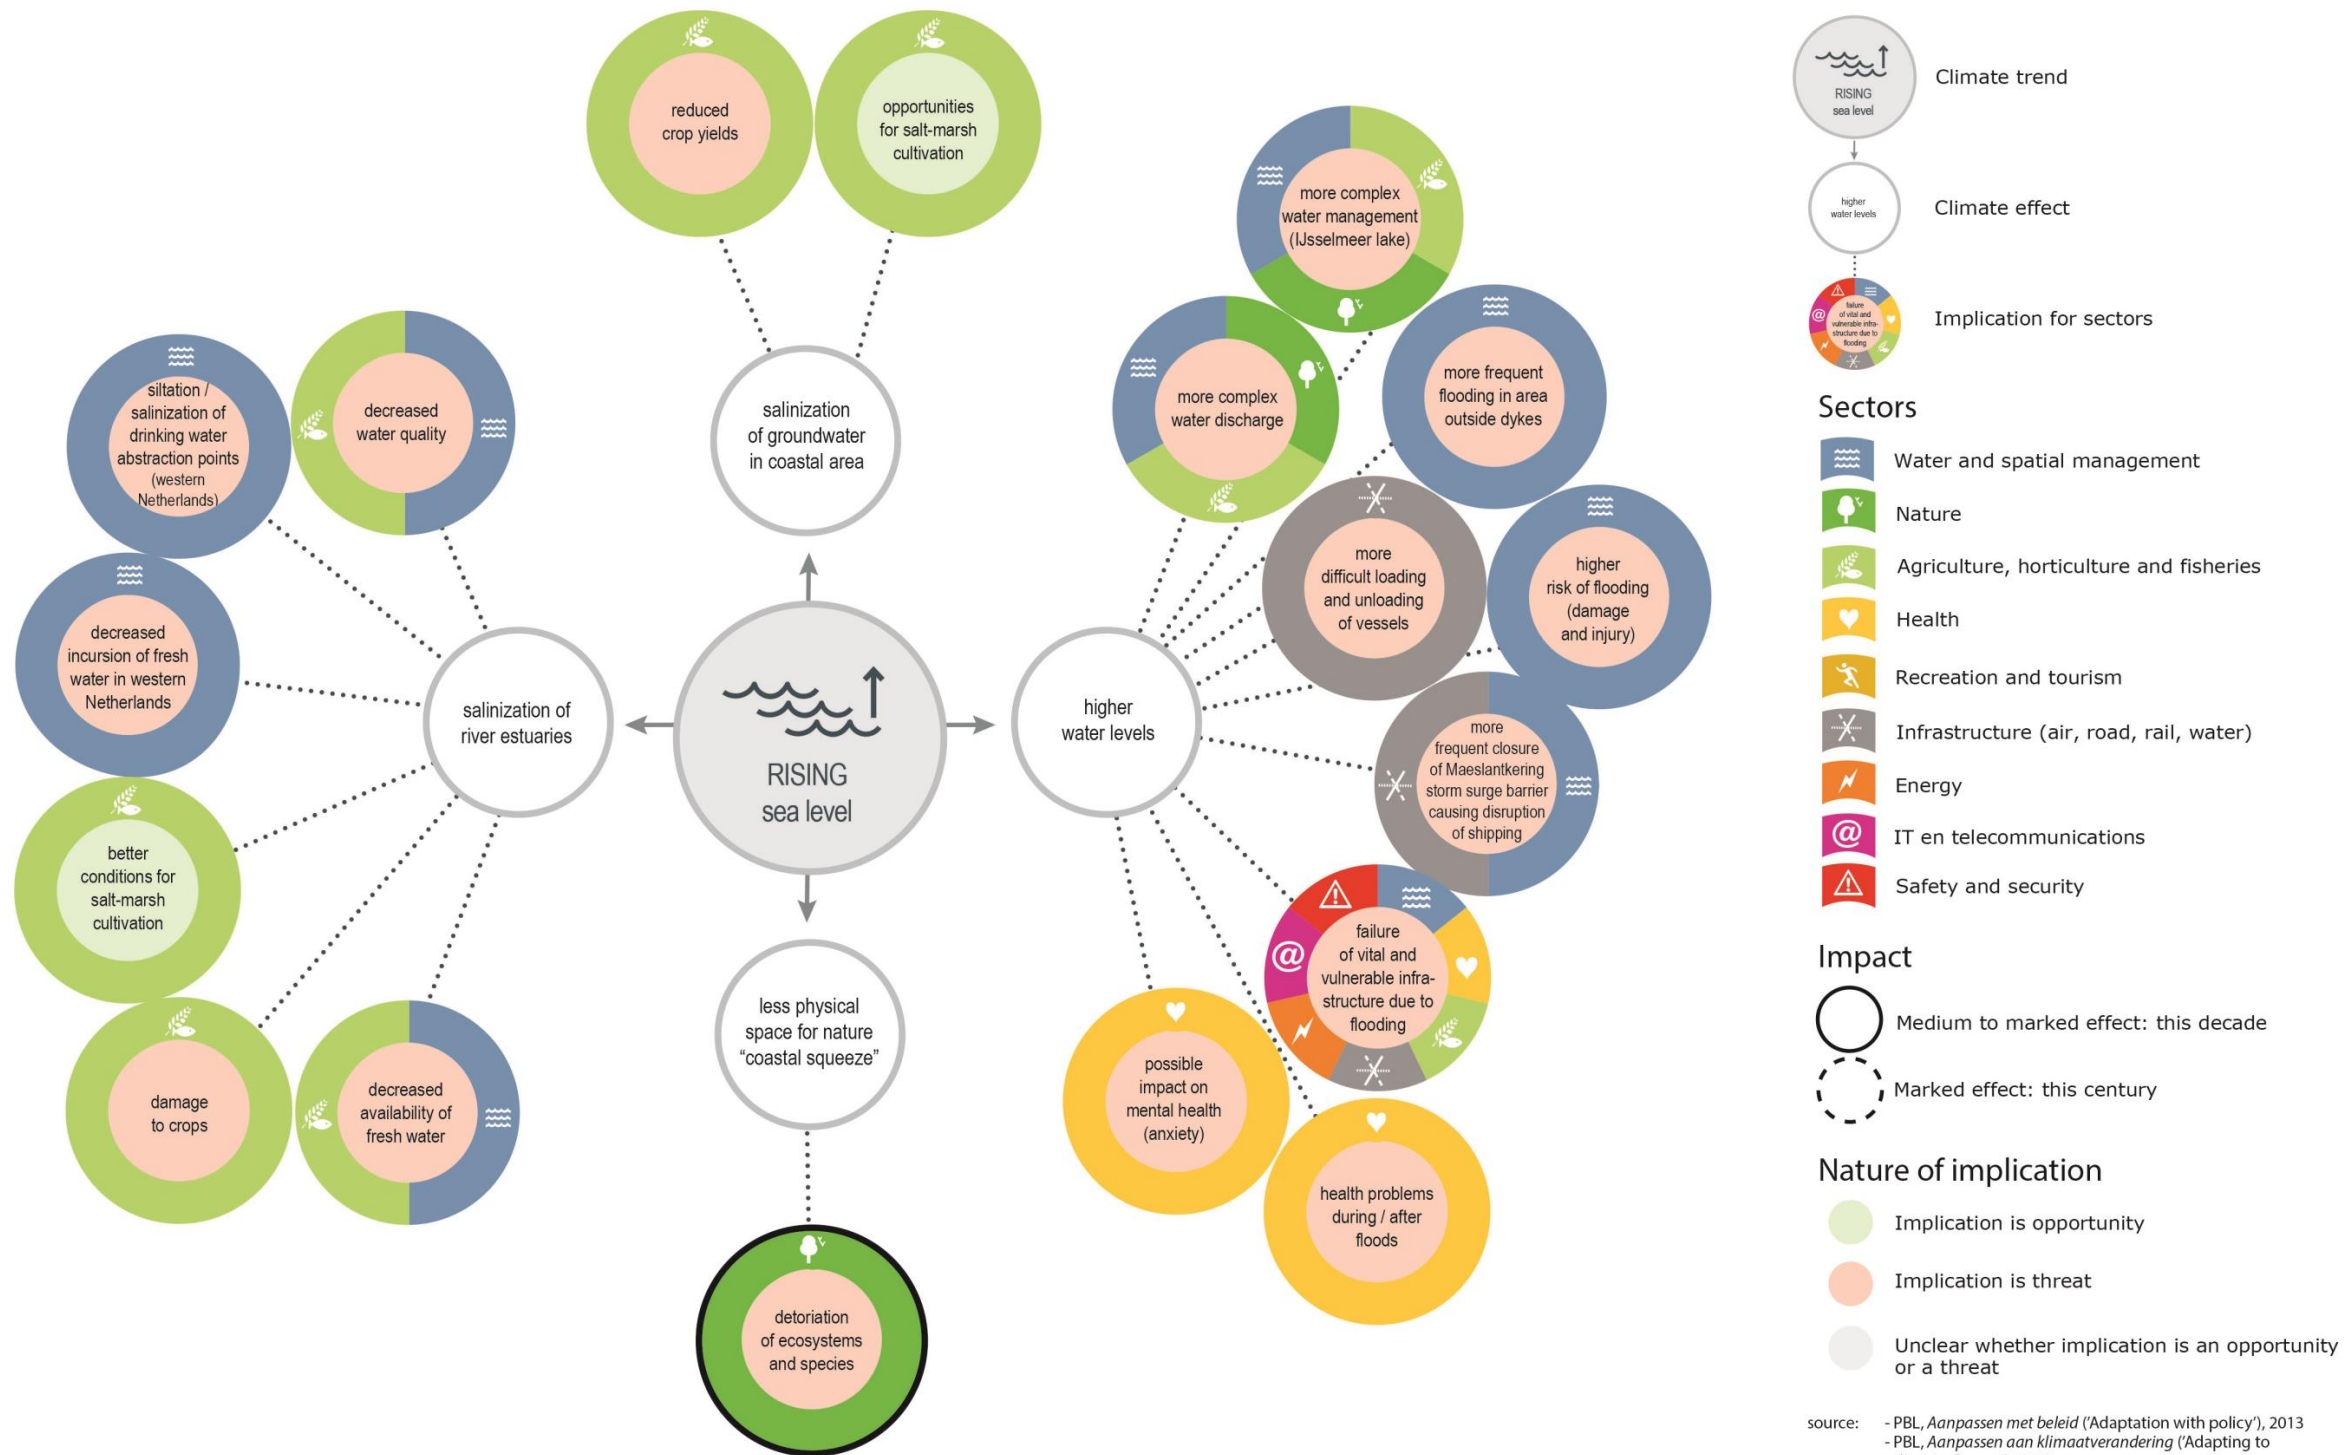 reduced
crop yields
opportunities
for salt-marsh
cultivation
more complex
water management
(IJsselmeer lake)
more complex
water discharge
more frequent
flooding in area
outside dykes
siltation /
salinization of
drinking water
abstraction points
(western
Netherlands)
decreased
water quality
salinization
of groundwater
in coastal area
more
difficult loading
and unloading
of vessels
higher
risk of flooding
(damage
and injury)
decreased
incursion of fresh
water in western
Netherlands
salinization of
river estuaries
RISING
sea level
higher
water levels
more
frequent closure
of Maeslantkering
storm surge barrier
causing disruption
of shipping
better
conditions for
salt-marsh
cultivation
failure
of vital and
vulnerable infra-
structure due to
flooding
@
less physical
space for nature
“coastal squeeze”
damage
to crops
decreased
availability of
fresh water
possible
impact on
mental health
(anxiety)
health problems
during / after
floods
detoriation
of ecosystems
and species
RISING
sea level
Climate trend
higher
water levels
Climate effect
failure
of vital and
vulnerable infra-
structure due to
flooding
@
Implication for sectors
Sectors
Water and spatial management
Nature
Agriculture, horticulture and fisheries
Health
Recreation and tourism
Infrastructure (air, road, rail, water)
Energy
@
IT en telecommunications
Safety and security
Impact
Medium to marked effect: this decade
Marked effect: this century
Nature of implication
Implication is opportunity
Implication is threat
Unclear whether implication is an opportunity
or a threat
source: - PBL, Aanpassen met beleid ('Adaptation with policy'), 2013
- PBL, Aanpassen aan klimaatverandering ('Adapting to